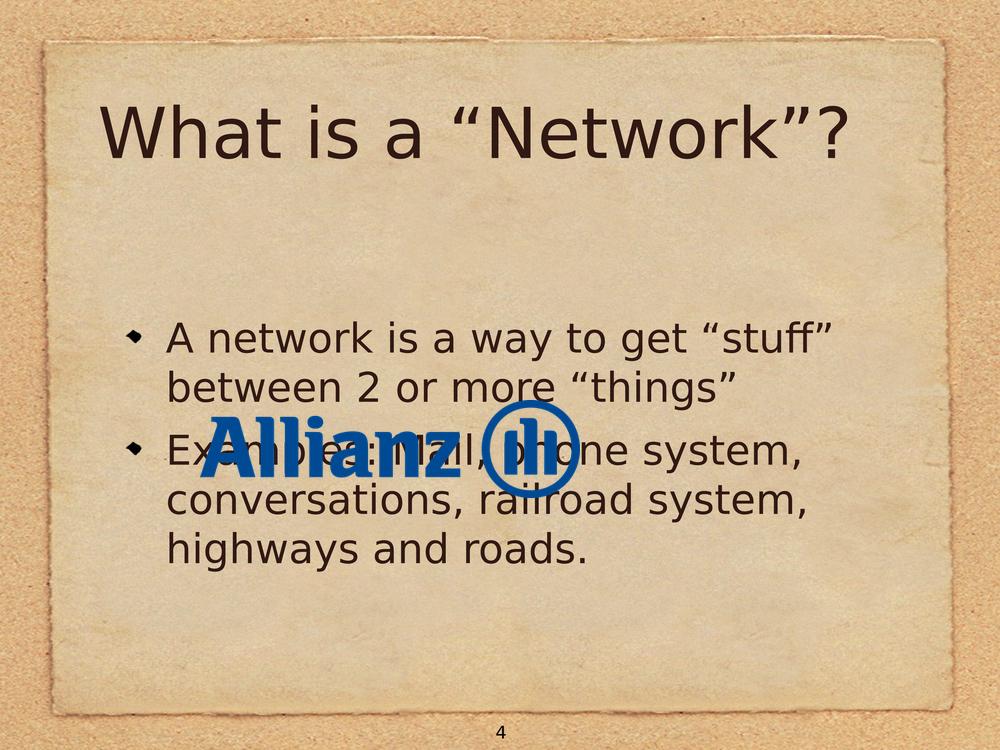 What is a “Network”?
A network is a way to get “stuff”
between 2 or more “things”
Examples: Mail, phone system,
Allianz
conversations, railroad system,
highways and roads.
4